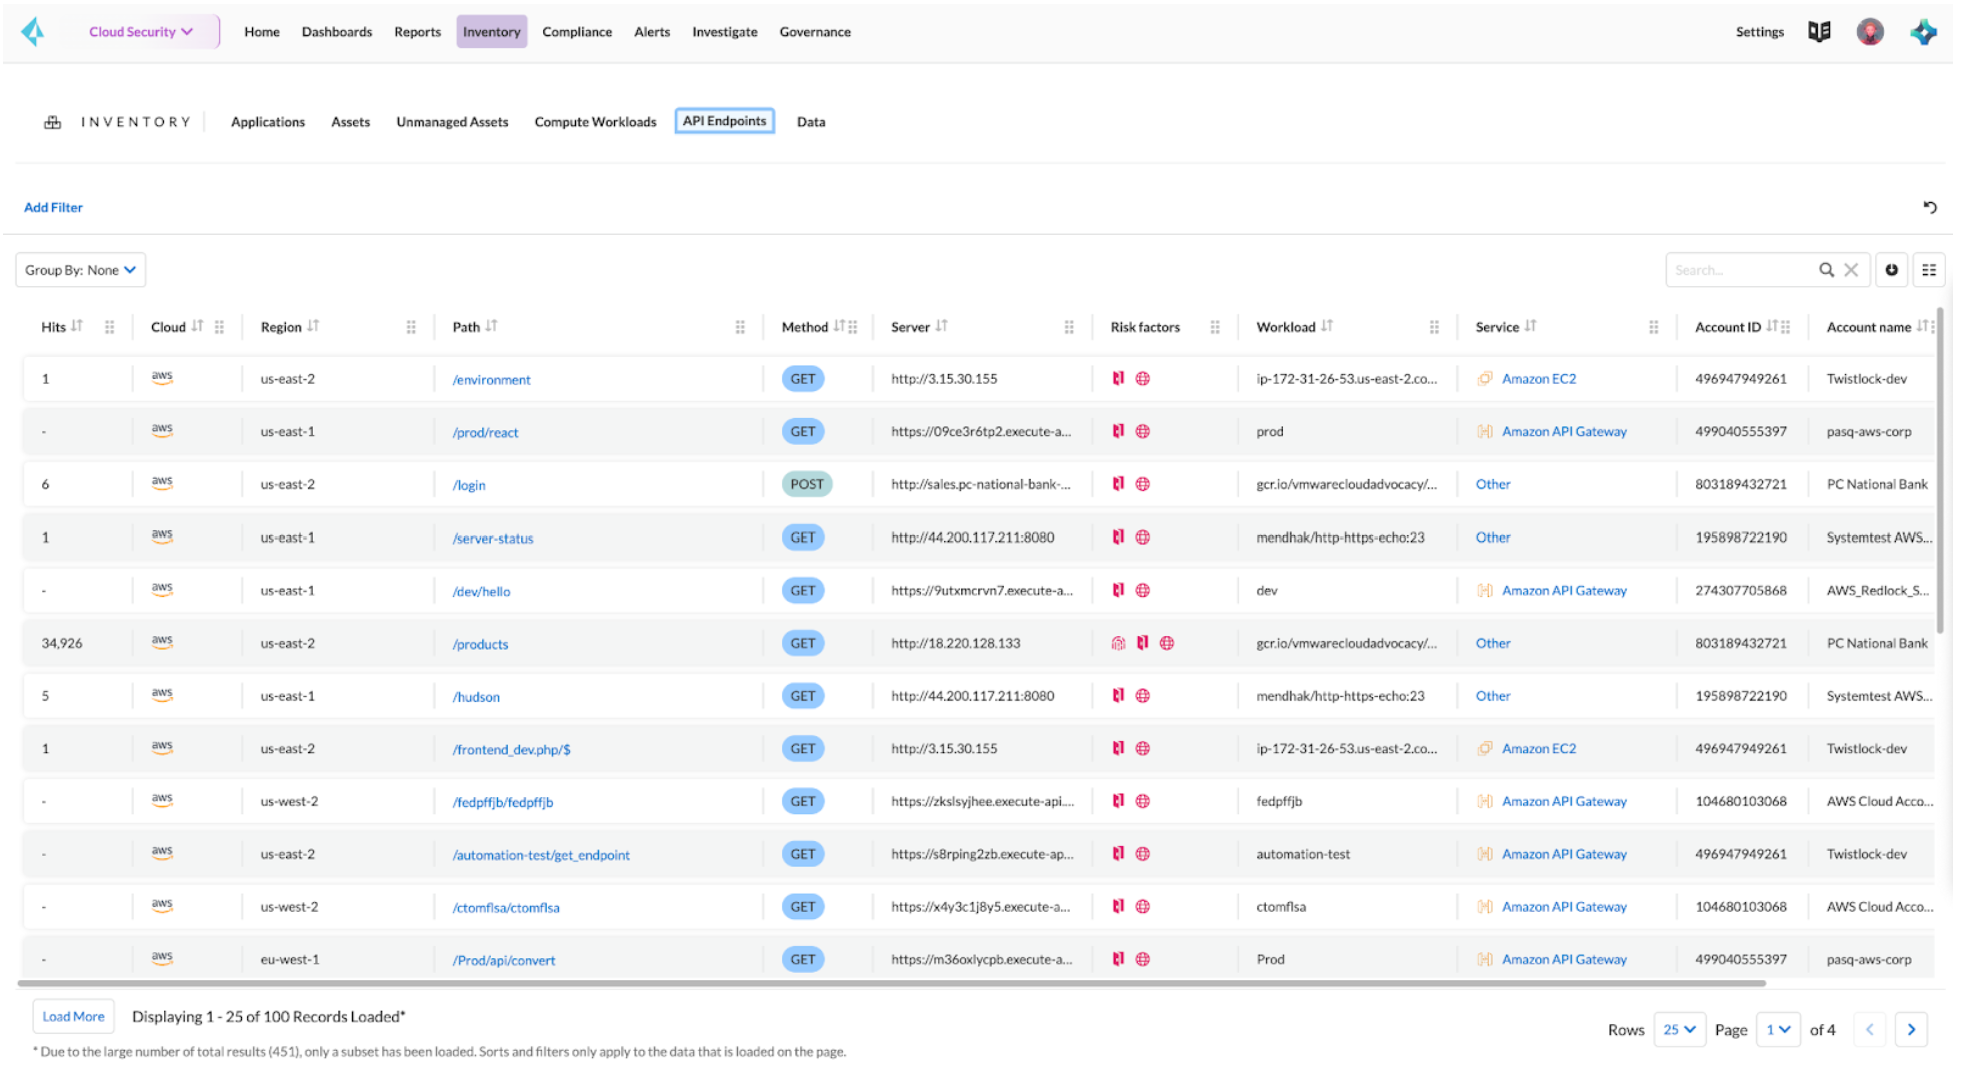 Cloud Security Home Dashboards Reports Inventory Compliance Alerts Investigate Governance Settings
INVENTORY Applications Assets Unmanaged Assets Compute Workloads API Endpoints Data
Add Filter
Group By: None Search...
Hits Cloud Region Path Method Server Risk factors Workload Service Account ID Account name
1 aws us-east-2 /environment GET http://3.15.30.155 ip-172-31-26-53.us-east-2.co... Amazon EC2 496947949261 Twistlock-dev
- aws us-east-1 /prod/react GET https://09ce3r6tp2.execute-a... prod Amazon API Gateway 499040555397 pasq-aws-corp
6 aws us-east-2 /login POST http://sales.pc-national-bank-... gcr.io/vmwarecloudadvocacy/... Other 803189432721 PC National Bank
1 aws us-east-1 /server-status GET http://44.200.117.211:8080 mendhak/http-https-echo:23 Other 195898722190 Systemtest AWS...
- aws us-east-1 /dev/hello GET https://9utxmcrvn7.execute-a... dev Amazon API Gateway 274307705868 AWS_Redlock_S...
34,926 aws us-east-2 /products GET http://18.220.128.133 gcr.io/vmwarecloudadvocacy/... Other 803189432721 PC National Bank
5 aws us-east-1 /hudson GET http://44.200.117.211:8080 mendhak/http-https-echo:23 Other 195898722190 Systemtest AWS...
1 aws us-east-2 /frontend_dev.php/$ GET http://3.15.30.155 ip-172-31-26-53.us-east-2.co... Amazon EC2 496947949261 Twistlock-dev
- aws us-west-2 /fedpffjb/fedpffjb GET https://zkslsyjhee.execute-api.... fedpffjb Amazon API Gateway 104680103068 AWS Cloud Acco...
- aws us-east-2 /automation-test/get_endpoint GET https://s8rping2zb.execute-ap... automation-test Amazon API Gateway 496947949261 Twistlock-dev
- aws us-west-2 /ctomflsa/ctomflsa GET https://x4y3c1j8y5.execute-a... ctomflsa Amazon API Gateway 104680103068 AWS Cloud Acco...
- aws eu-west-1 /Prod/api/convert GET https://m36oxlycpb.execute-a... Prod Amazon API Gateway 499040555397 pasq-aws-corp
Load More Displaying 1 - 25 of 100 Records Loaded* Rows 25 Page 1 of 4
* Due to the large number of total results (451), only a subset has been loaded. Sorts and filters only apply to the data that is loaded on the page.